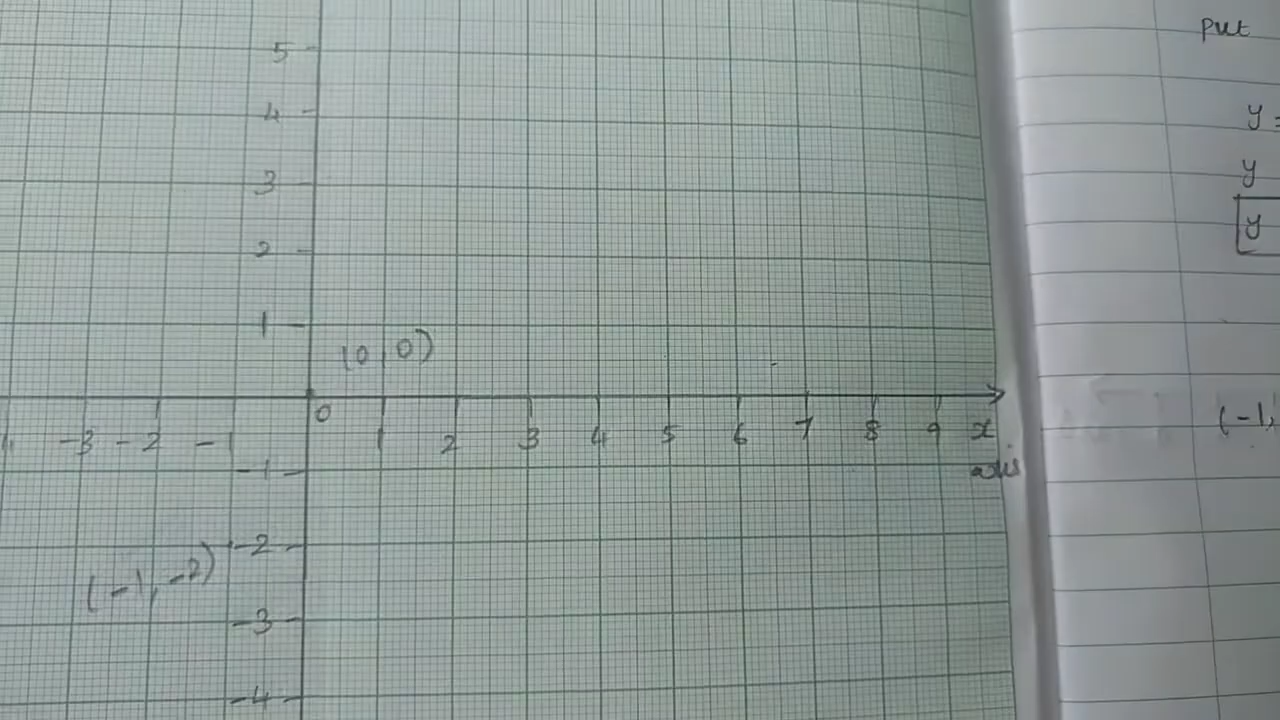 5
4
3
2
1
(0,0)
0
-3 -2 -1 1 2 3 4 5 6 7 8 9 x
axis
-1
-2
(-1,-2)
-3
-4
put
y =
y
y
(-1,